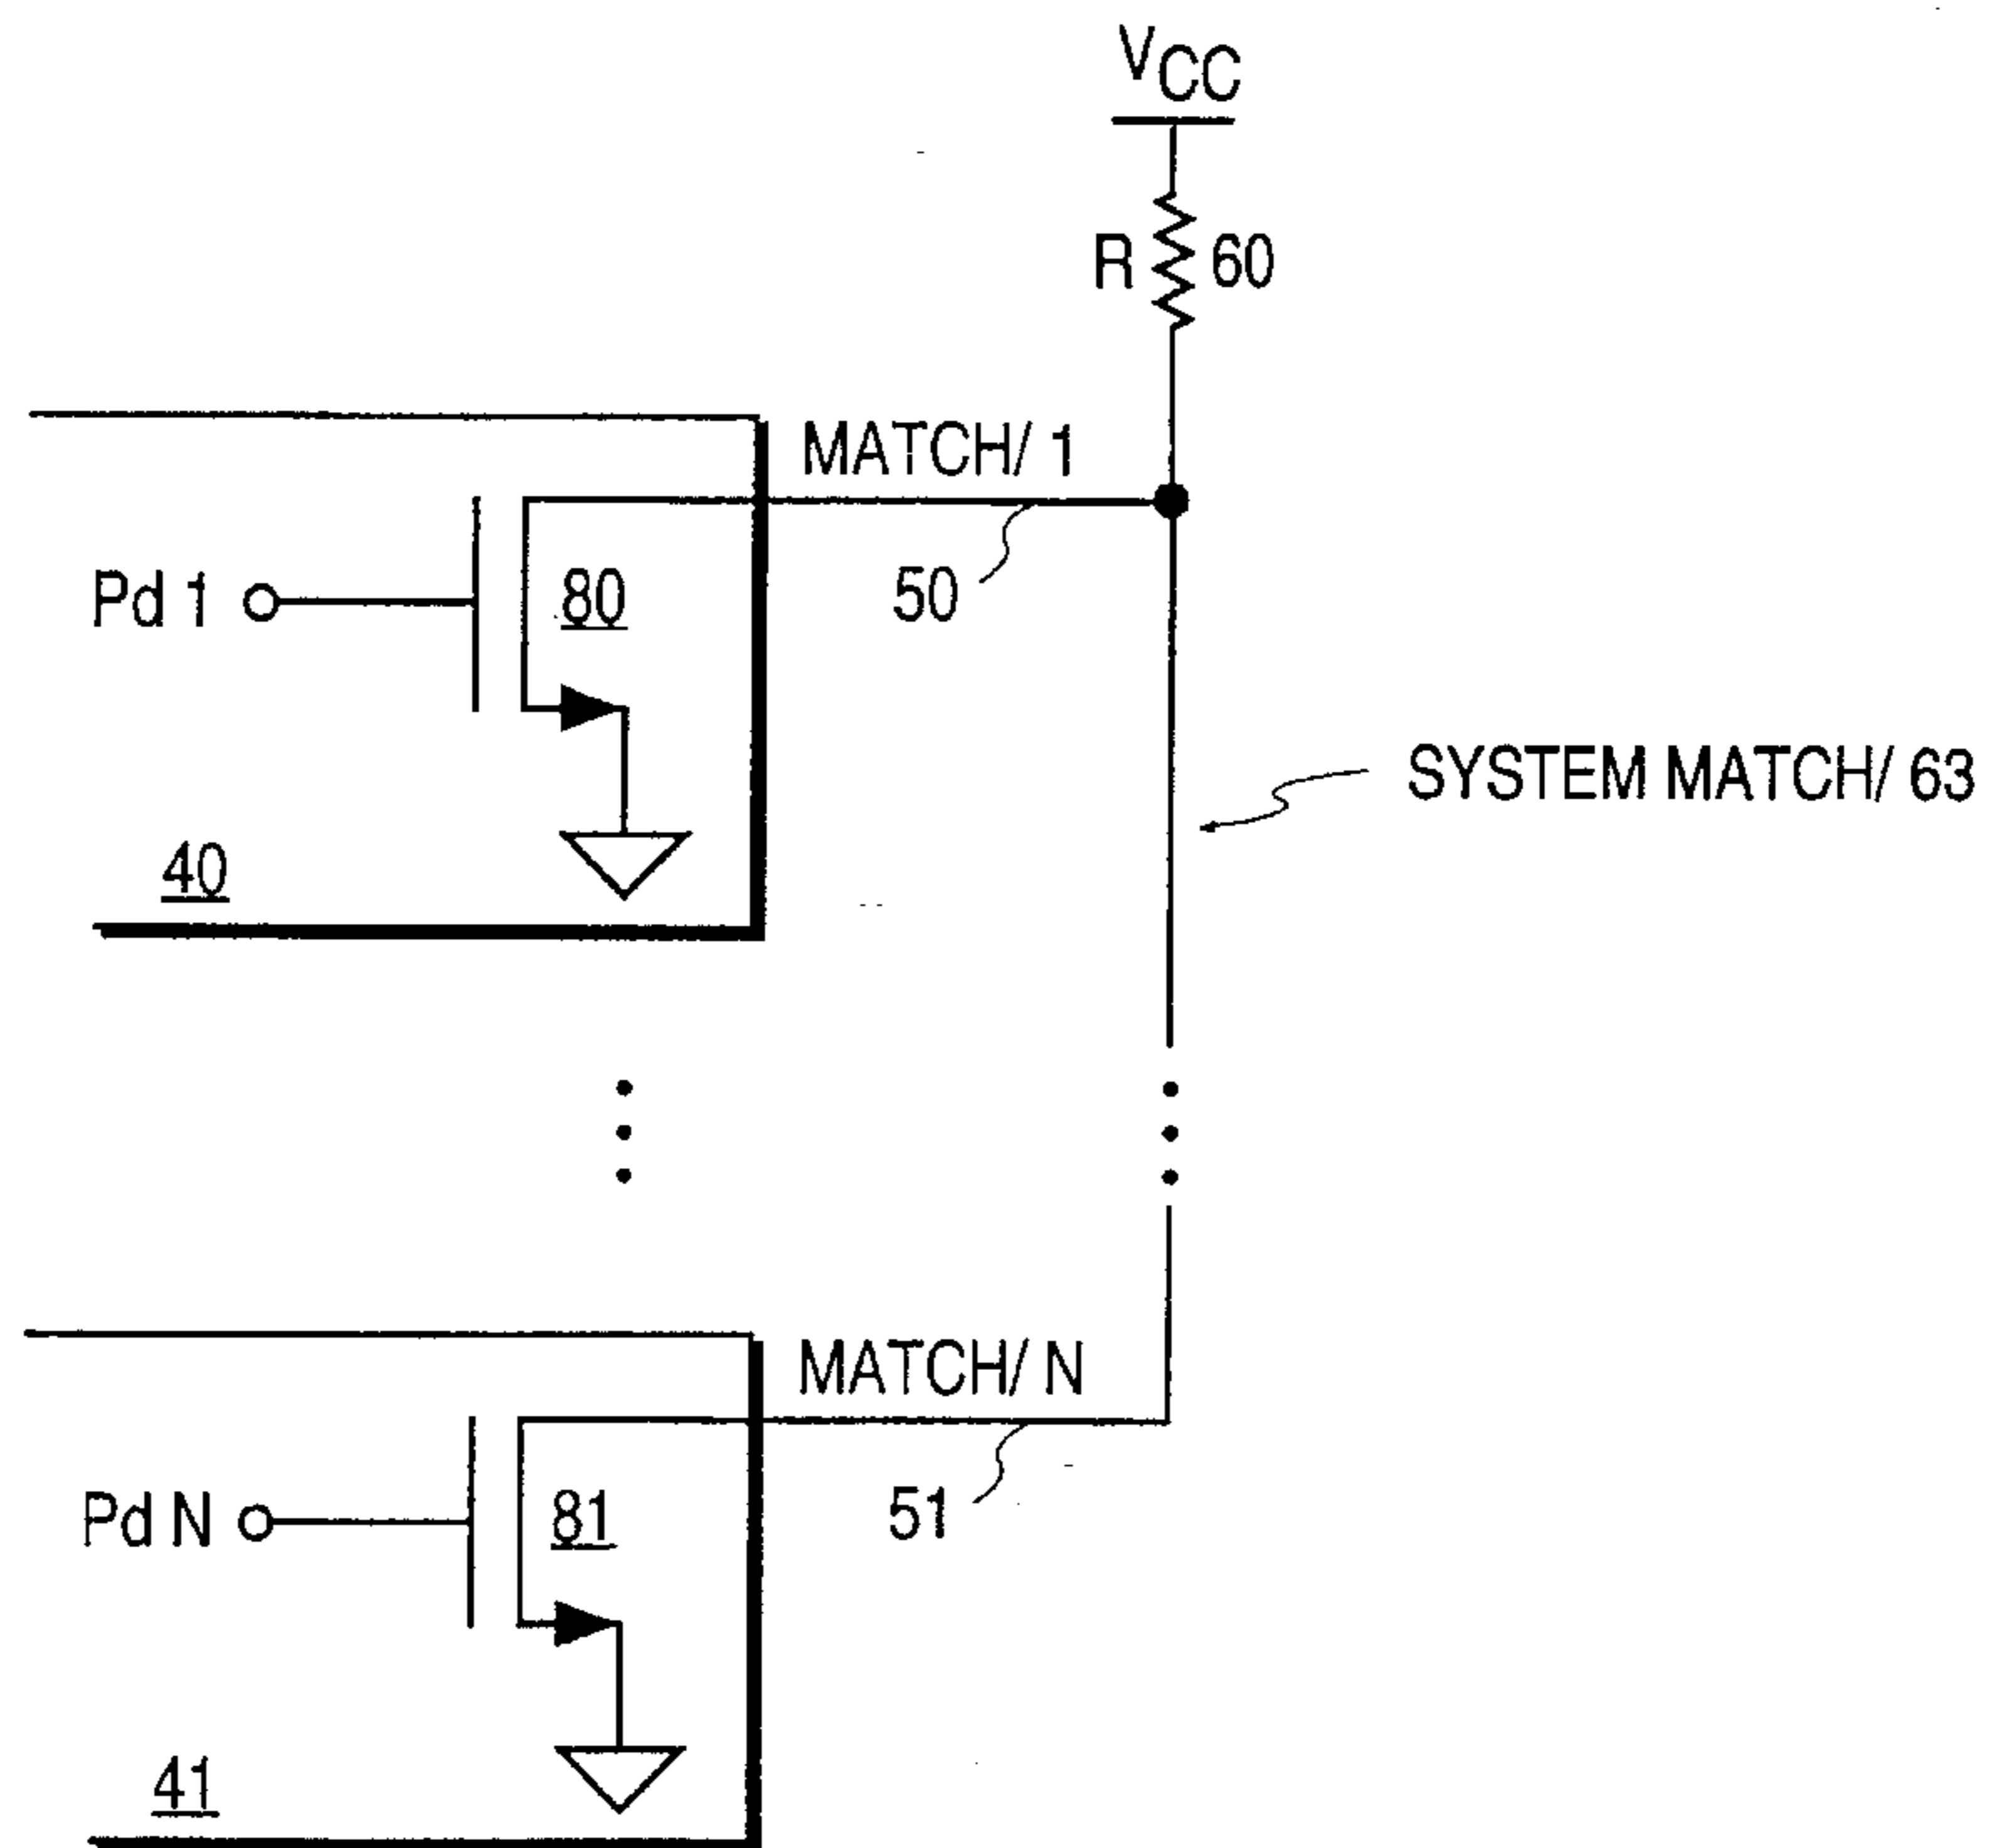 VCC
R 60
MATCH/ 1
50
Pd 1
80
SYSTEM MATCH/ 63
40
MATCH/ N
51
Pd N
81
41